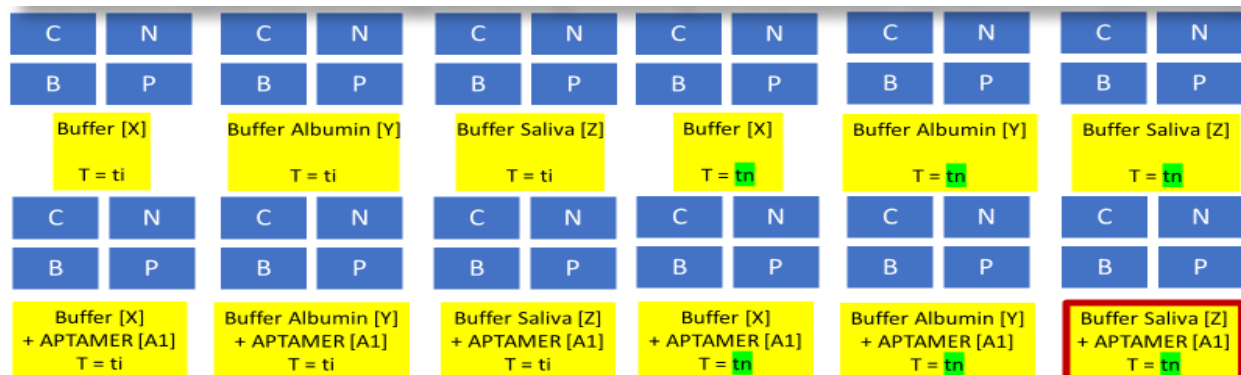 C N C N C N C N C N C N
B P B P B P B P B P B P
Buffer [X] Buffer Albumin [Y] Buffer Saliva [Z] Buffer [X] Buffer Albumin [Y] Buffer Saliva [Z]
T = ti T = ti T = ti T = tn T = tn T = tn
C N C N C N C N C N C N
B P B P B P B P B P B P
Buffer [X] Buffer Albumin [Y] Buffer Saliva [Z] Buffer [X] Buffer Albumin [Y] Buffer Saliva [Z]
+ APTAMER [A1] + APTAMER [A1] + APTAMER [A1] + APTAMER [A1] + APTAMER [A1] + APTAMER [A1]
T = ti T = ti T = ti T = tn T = tn T = tn